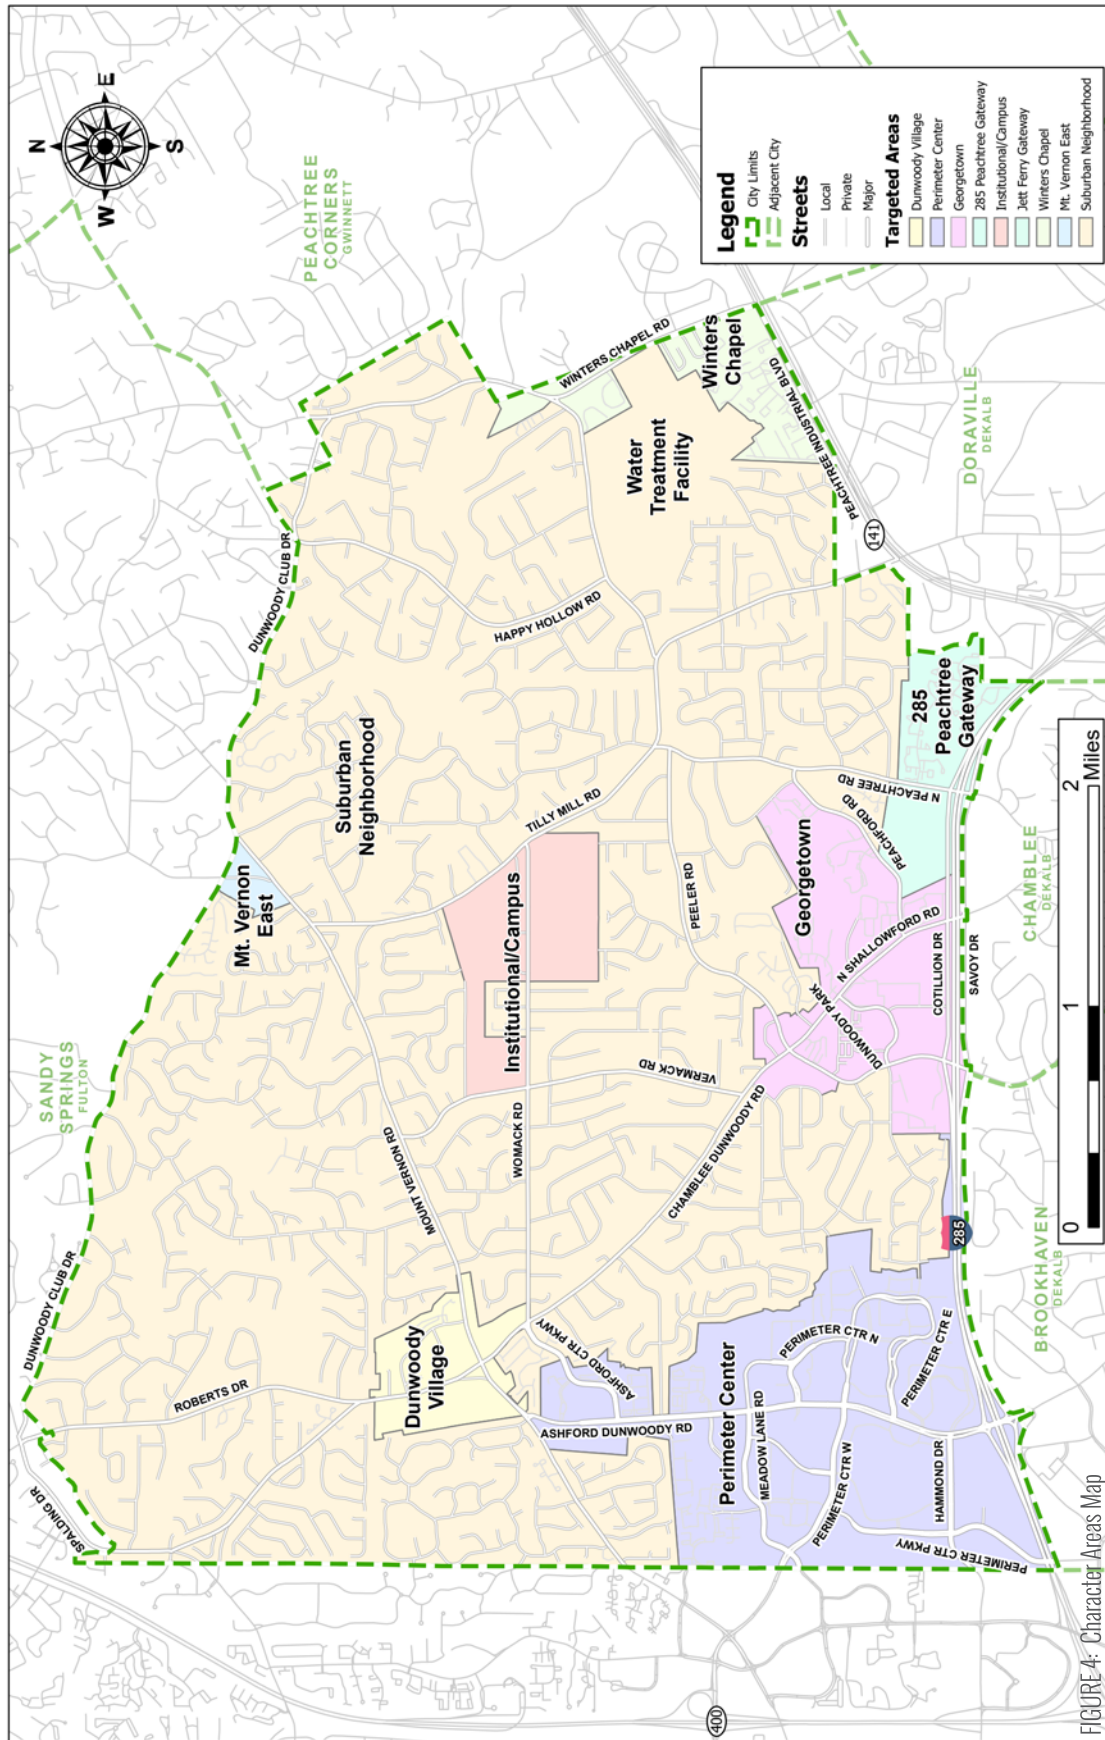 N
W
E
S
PEACHTREE
CORNERS
GWINNETT
SANDY
SPRINGS
FULTON
DORAVILLE
DEKALB
CHAMBLEE
DEKALB
BROOKHAVEN
DEKALB
SPALDING DR
DUNWOODY CLUB DR
DUNWOODY CLUB DR
ROBERTS DR
MOUNT VERNON RD
Mt. Vernon
East
Suburban
Neighborhood
Dunwoody
Village
Institutional/Campus
WOMACK RD
VERMACK RD
TILLY MILL RD
HAPPY HOLLOW RD
WINTERS CHAPEL RD
Winters
Chapel
Water
Treatment
Facility
PEACHTREE INDUSTRIAL BLVD
141
PEELER RD
CHAMBLEE DUNWOODY RD
ASHFORD CTR PKWY
ASHFORD DUNWOODY RD
Perimeter Center
MEADOW LANE RD
PERIMETER CTR N
PERIMETER CTR W
PERIMETER CTR E
HAMMOND DR
PERIMETER CTR PKWY
Georgetown
PEACHFORD RD
N PEACHTREE RD
N SHALLOWFORD RD
DUNWOODY PARK
COTILLION DR
SAVOY DR
285
Peachtree
Gateway
285
400
Legend
City Limits
Adjacent City
Streets
Local
Private
Major
Targeted Areas
Dunwoody Village
Perimeter Center
Georgetown
285 Peachtree Gateway
Institutional/Campus
Jett Ferry Gateway
Winters Chapel
Mt. Vernon East
Suburban Neighborhood
0
1
2
Miles
FIGURE 4: Character Areas Map